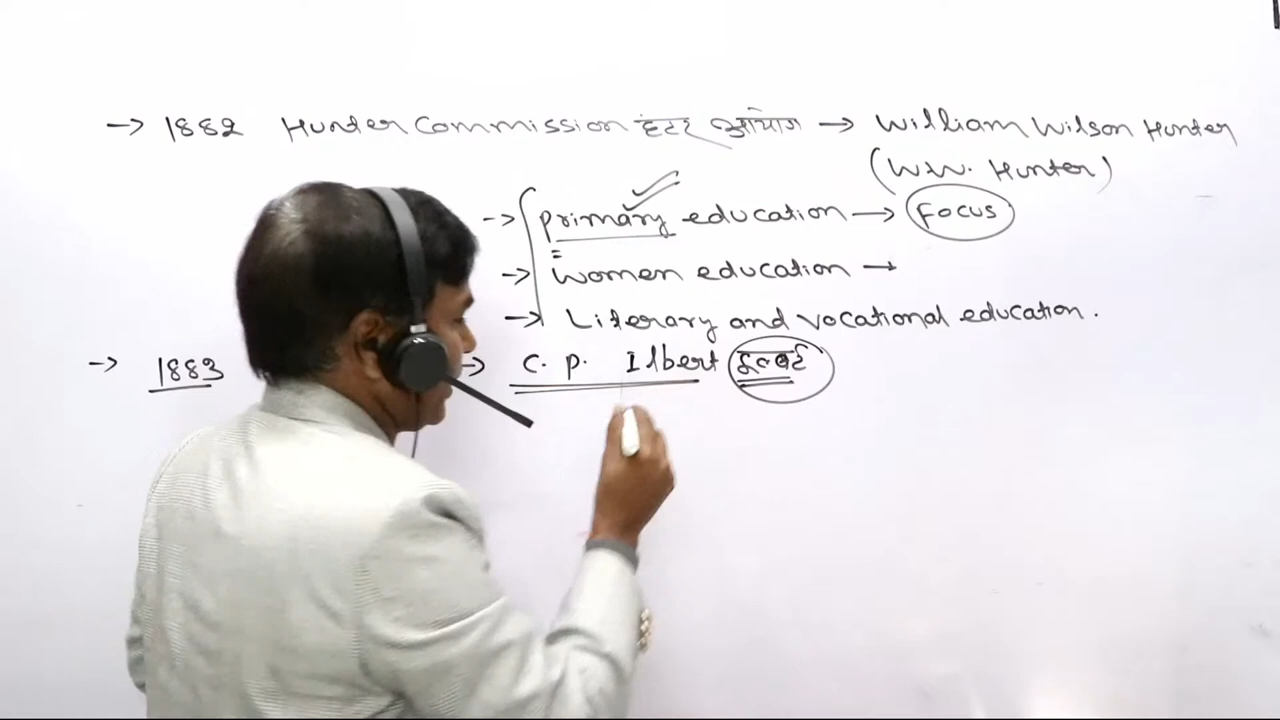 → 1882 Hunter Commission हंटर आयोग → William Wilson Hunter
(W.W. Hunter)
→ primary education → Focus
→ Women education →
→ Literary and vocational education.
→ 1883 → C. P. Ilbert इल्बर्ट